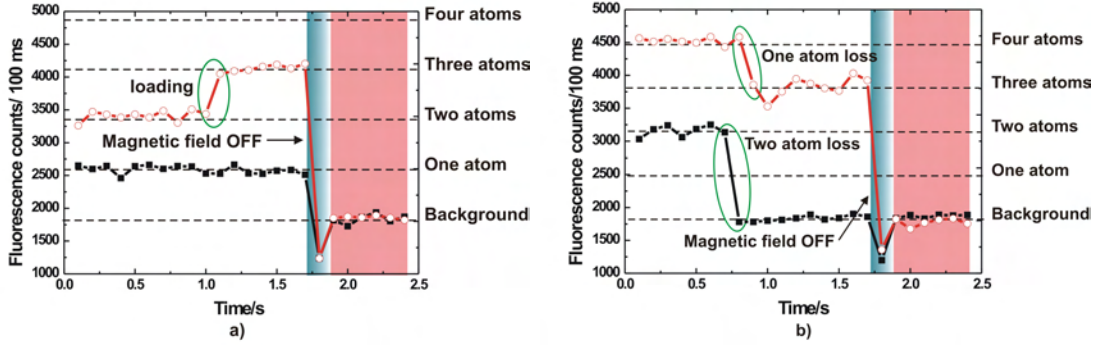 Fluorescence counts/ 100 ms
5000
4500
4000
3500
3000
2500
2000
1500
1000
0.0
0.5
1.0
1.5
2.0
2.5
Time/s
a)
loading
Magnetic field OFF
Four atoms
Three atoms
Two atoms
One atom
Background
Fluorescence counts/100 ms
5000
4500
4000
3500
3000
2500
2000
1500
1000
0.0
0.5
1.0
1.5
2.0
2.5
Time/s
b)
One atom loss
Two atom loss
Magnetic field OFF
Four atoms
Three atoms
Two atoms
One atom
Background